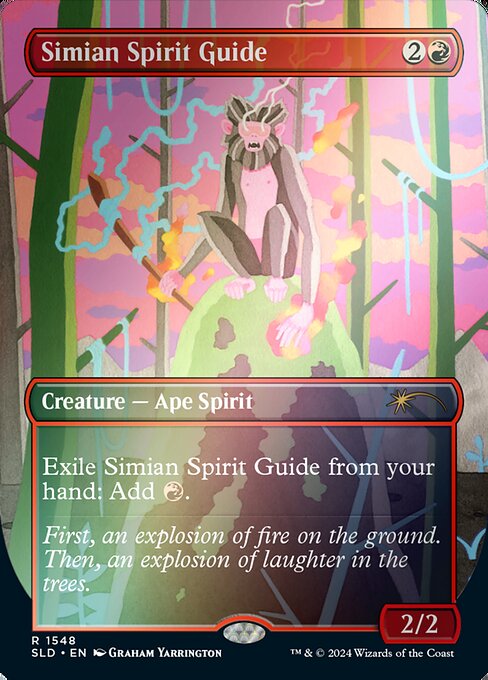 Simian Spirit Guide 2
Creature — Ape Spirit
Exile Simian Spirit Guide from your
hand: Add .
First, an explosion of fire on the ground.
Then, an explosion of laughter in the
trees.
2/2
R 1548
SLD • EN Graham Yarrington
™ & © 2024 Wizards of the Coast